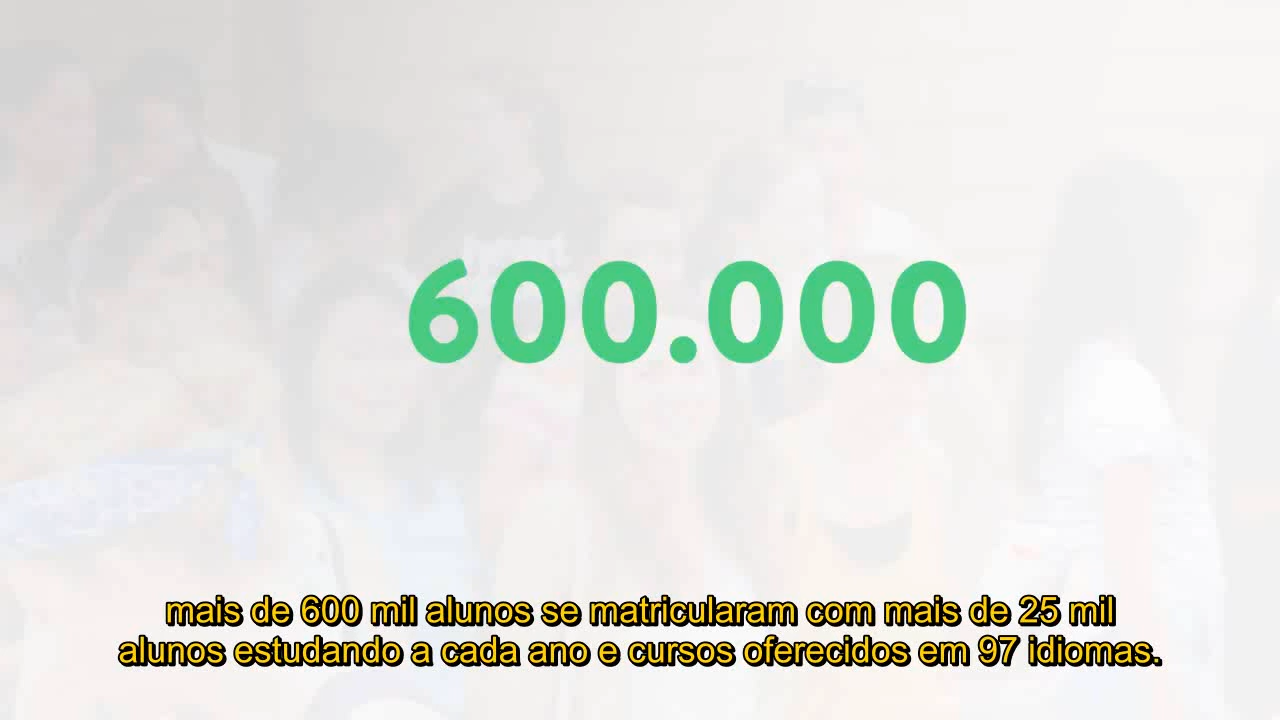 600.000
mais de 600 mil alunos se matricularam com mais de 25 mil
alunos estudando a cada ano e cursos oferecidos em 97 idiomas.